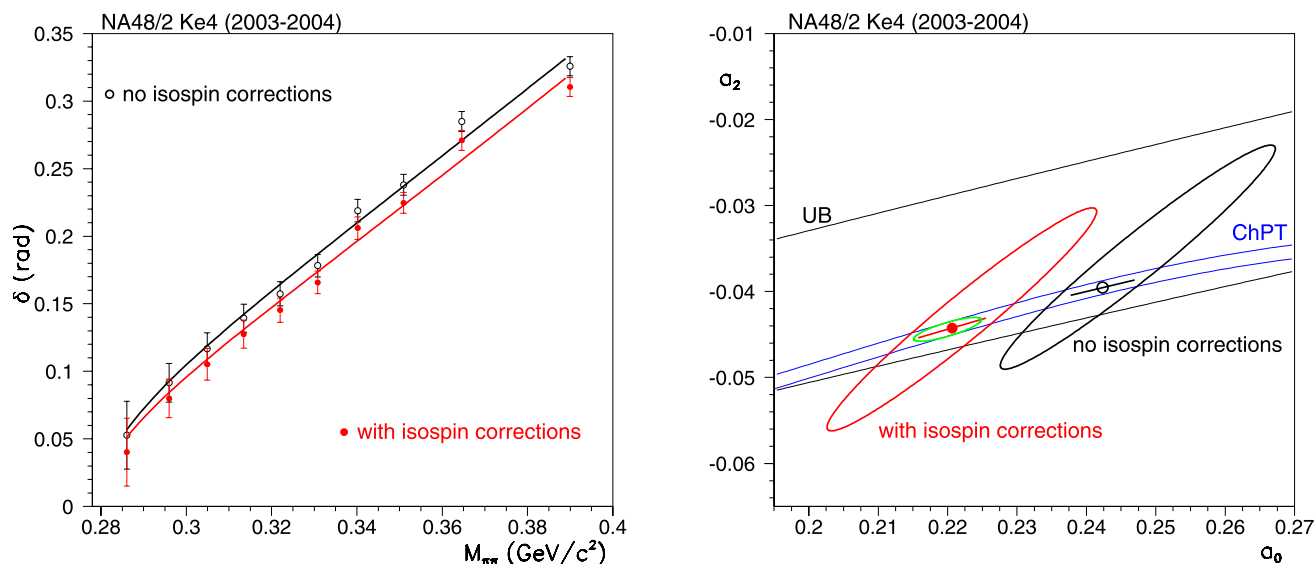 NA48/2 Ke4 (2003-2004)
0.35
0.3
0.25
0.2
0.15
0.1
0.05
0
δ (rad)
no isospin corrections
with isospin corrections
0.28
0.3
0.32
0.34
0.36
0.38
0.4
Mππ (GeV/c²)
NA48/2 Ke4 (2003-2004)
-0.01
-0.02
-0.03
-0.04
-0.05
-0.06
a₂
UB
ChPT
no isospin corrections
with isospin corrections
0.2
0.21
0.22
0.23
0.24
0.25
0.26
0.27
a₀